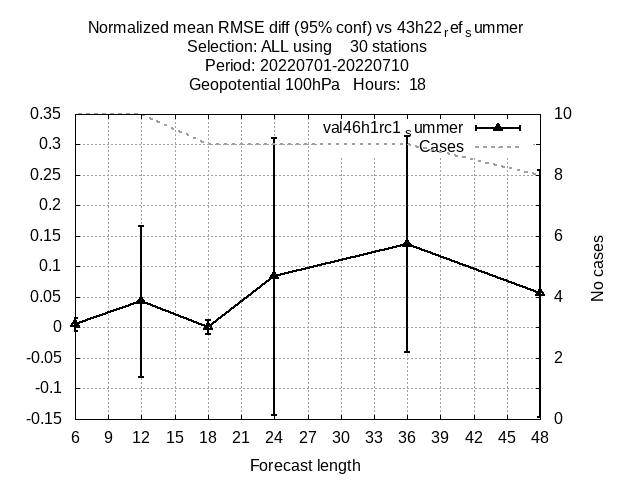 Normalized mean RMSE diff (95% conf) vs 43h22ᵣefₛummer
Selection: ALL using    30 stations
Period: 20220701-20220710
Geopotential 100hPa   Hours:  18
0.35
0.3
0.25
0.2
0.15
0.1
0.05
0
-0.05
-0.1
-0.15
val46h1rc1ₛummer
Cases
10
8
6
4
2
0
No cases
6 9 12 15 18 21 24 27 30 33 36 39 42 45 48
Forecast length